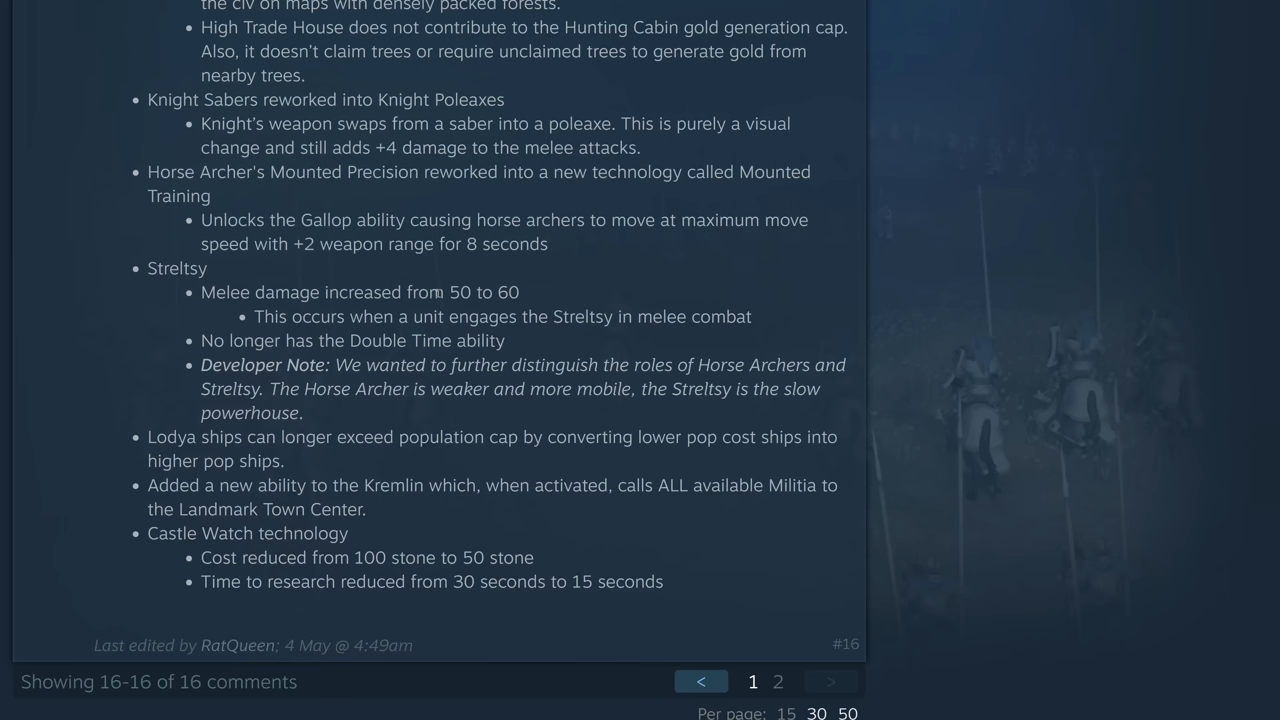 the civ on maps with densely packed forests.
High Trade House does not contribute to the Hunting Cabin gold generation cap.
Also, it doesn't claim trees or require unclaimed trees to generate gold from
nearby trees.
Knight Sabers reworked into Knight Poleaxes
Knight's weapon swaps from a saber into a poleaxe. This is purely a visual
change and still adds +4 damage to the melee attacks.
Horse Archer's Mounted Precision reworked into a new technology called Mounted
Training
Unlocks the Gallop ability causing horse archers to move at maximum move
speed with +2 weapon range for 8 seconds
Streltsy
Melee damage increased from 50 to 60
This occurs when a unit engages the Streltsy in melee combat
No longer has the Double Time ability
Developer Note: We wanted to further distinguish the roles of Horse Archers and
Streltsy. The Horse Archer is weaker and more mobile, the Streltsy is the slow
powerhouse.
Lodya ships can longer exceed population cap by converting lower pop cost ships into
higher pop ships.
Added a new ability to the Kremlin which, when activated, calls ALL available Militia to
the Landmark Town Center.
Castle Watch technology
Cost reduced from 100 stone to 50 stone
Time to research reduced from 30 seconds to 15 seconds
Last edited by RatQueen; 4 May @ 4:49am
#16
Showing 16-16 of 16 comments
< 1 2 >
Per page: 15 30 50